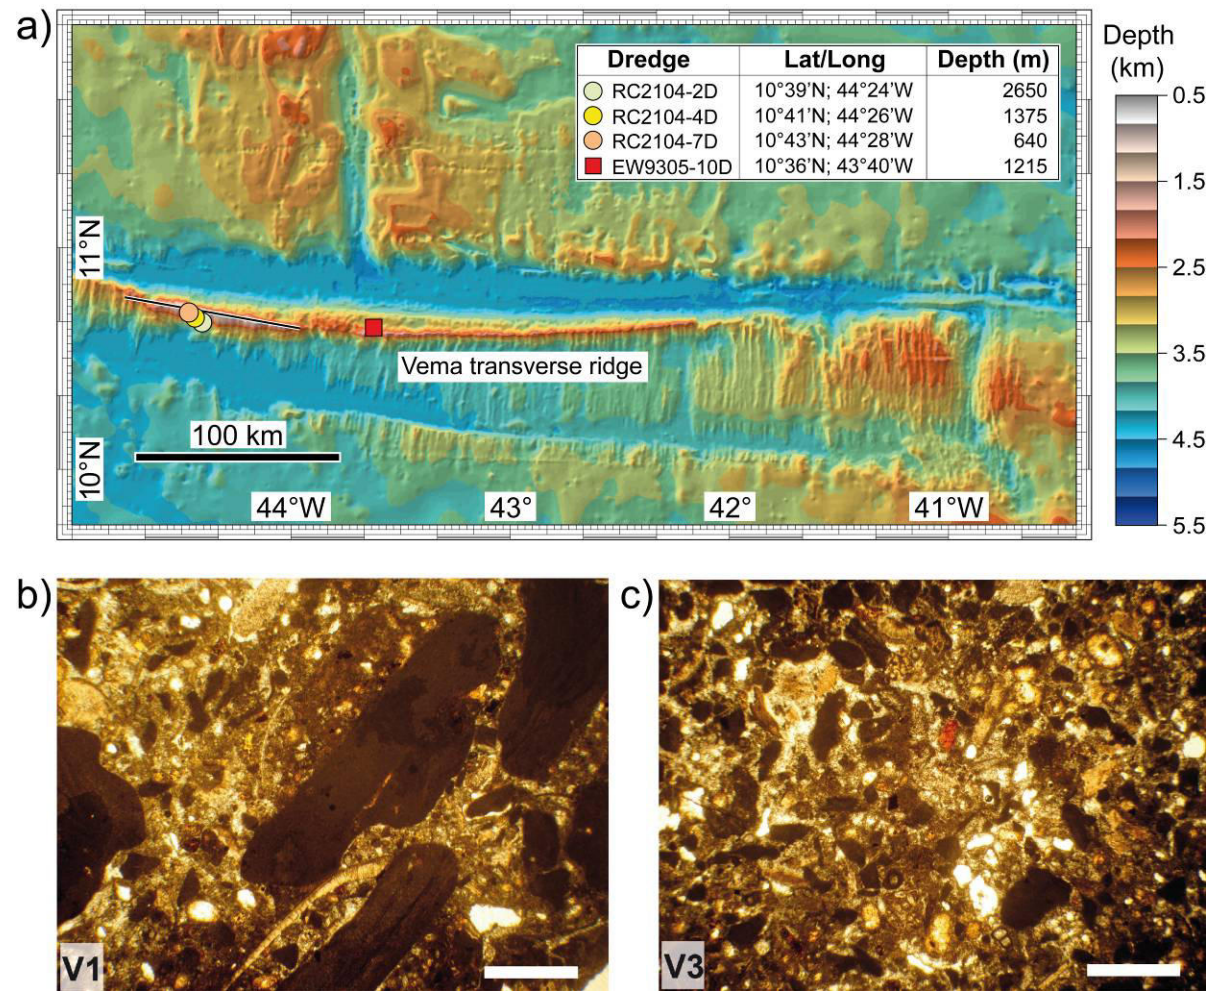 a)
Dredge Lat/Long Depth (m)
RC2104-2D 10°39'N; 44°24'W 2650
RC2104-4D 10°41'N; 44°26'W 1375
RC2104-7D 10°43'N; 44°28'W 640
EW9305-10D 10°36'N; 43°40'W 1215
Depth
(km)
0.5
1.5
2.5
3.5
4.5
5.5
11°N
10°N
Vema transverse ridge
100 km
44°W 43° 42° 41°W
b)
V1
c)
V3